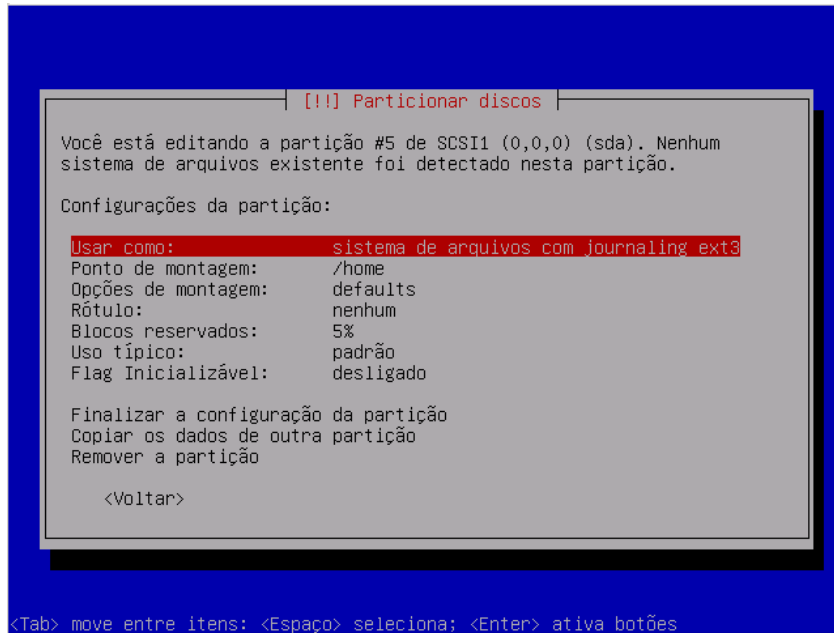 [!!] Particionar discos
Você está editando a partição #5 de SCSI1 (0,0,0) (sda). Nenhum
sistema de arquivos existente foi detectado nesta partição.
Configurações da partição:
Usar como: sistema de arquivos com journaling ext3
Ponto de montagem: /home
Opções de montagem: defaults
Rótulo: nenhum
Blocos reservados: 5%
Uso típico: padrão
Flag Inicializável: desligado
Finalizar a configuração da partição
Copiar os dados de outra partição
Remover a partição
<Voltar>
<Tab> move entre itens; <Espaço> seleciona; <Enter> ativa botões